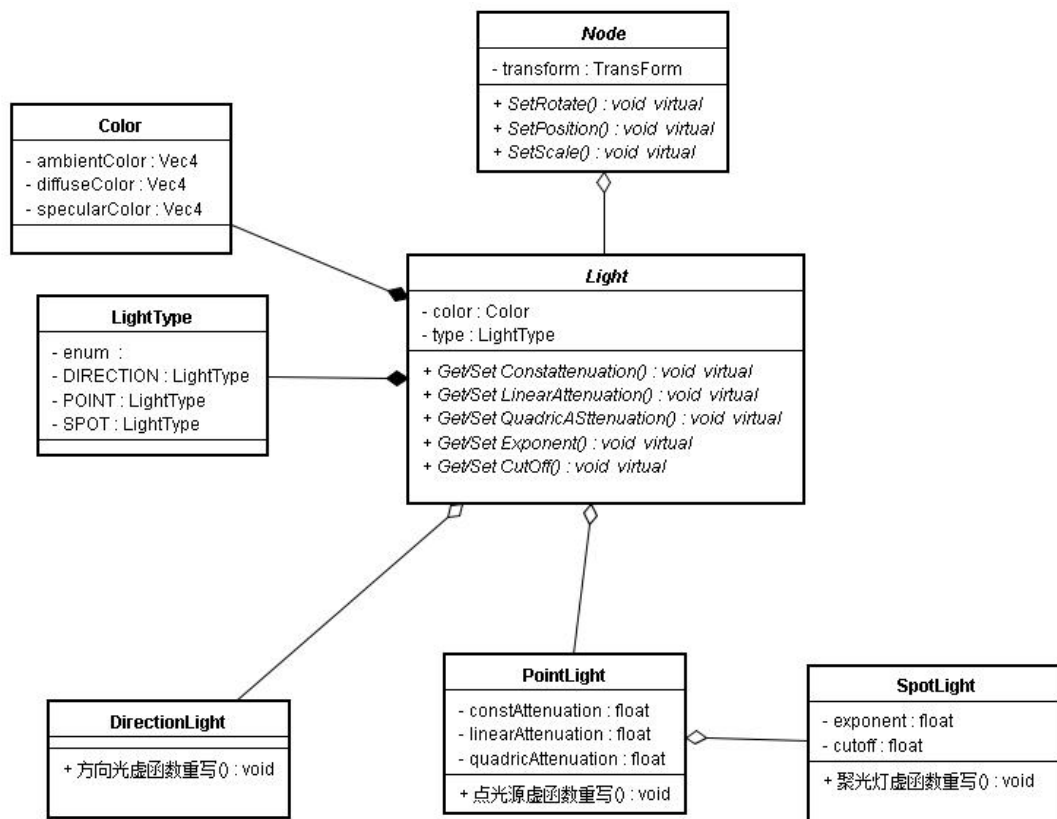 Node
- transform : TransForm
+ SetRotate() : void virtual
+ SetPosition() : void virtual
+ SetScale() : void virtual
Color
- ambientColor : Vec4
- diffuseColor : Vec4
- specularColor : Vec4
Light
- color : Color
- type : LightType
+ Get/Set Constattenuation() : void virtual
+ Get/Set LinearAttenuation() : void virtual
+ Get/Set QuadricASttenuation() : void virtual
+ Get/Set Exponent() : void virtual
+ Get/Set CutOff() : void virtual
LightType
- enum :
- DIRECTION : LightType
- POINT : LightType
- SPOT : LightType
DirectionLight
+ 方向光虚函数重写() : void
PointLight
- constAttenuation : float
- linearAttenuation : float
- quadricAttenuation : float
+ 点光源虚函数重写() : void
SpotLight
- exponent : float
- cutoff : float
+ 聚光灯虚函数重写() : void